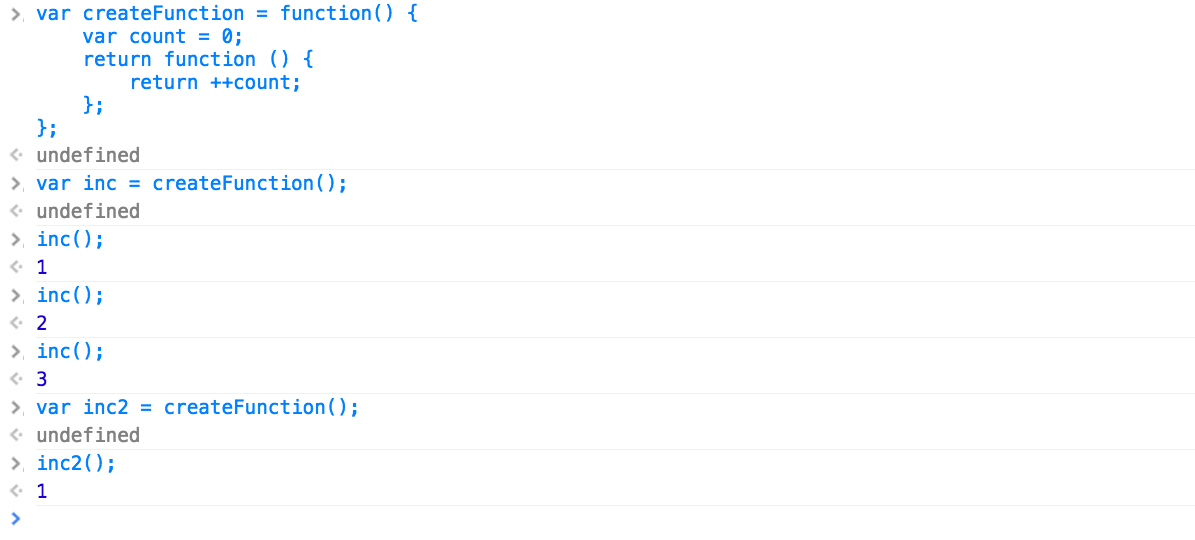 var createFunction = function() {
    var count = 0;
    return function () {
        return ++count;
    };
};
undefined
var inc = createFunction();
undefined
inc();
1
inc();
2
inc();
3
var inc2 = createFunction();
undefined
inc2();
1